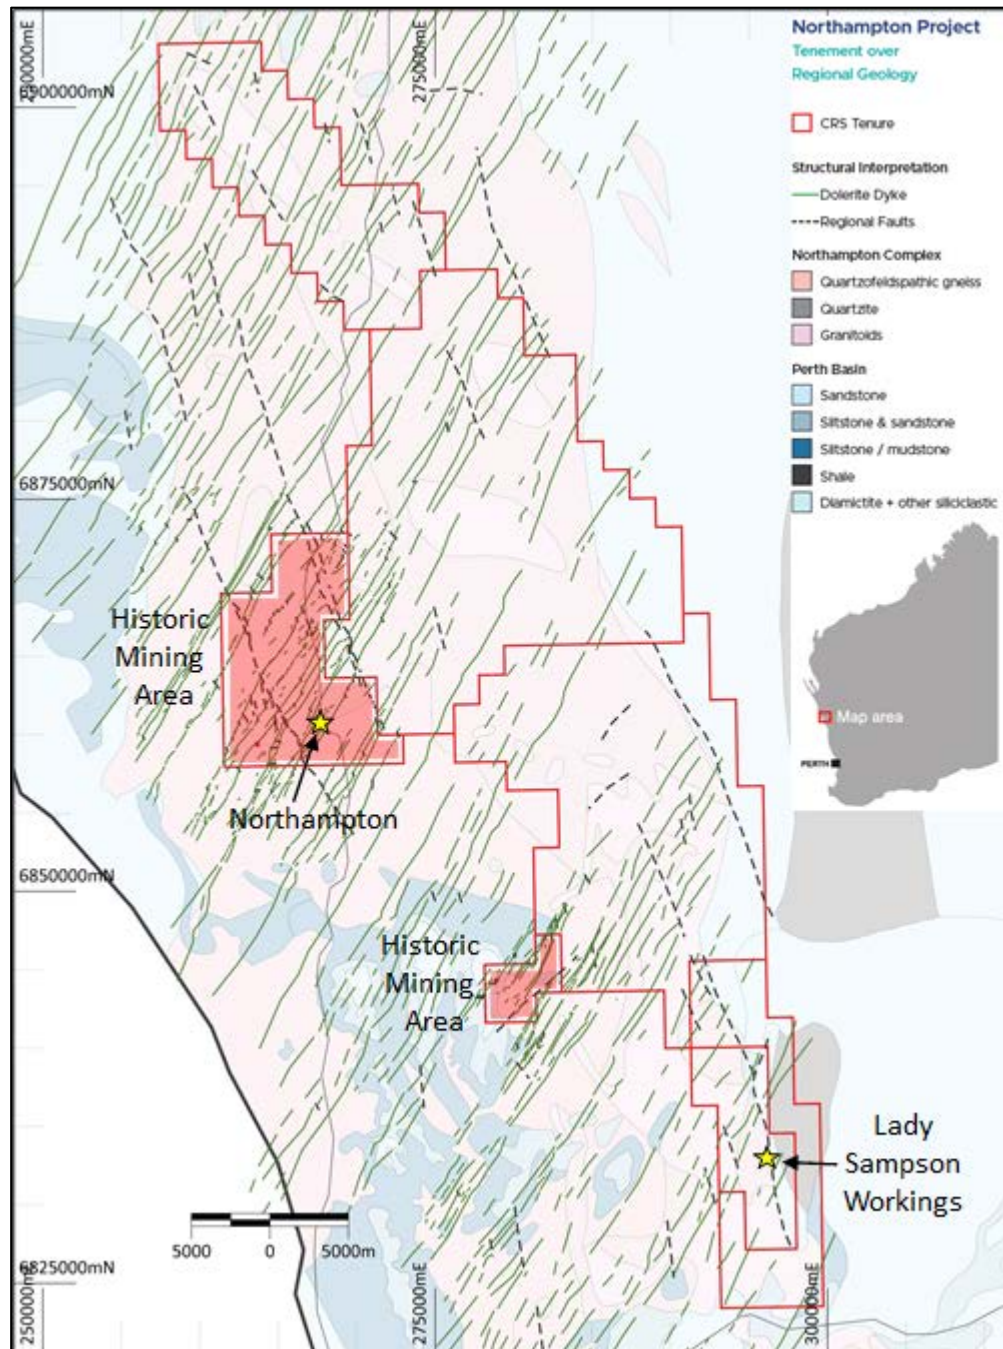 Northampton Project
Tenement over
Regional Geology
CRS Tenure
Structural Interpretation
Dolerite Dyke
Regional Faults
Northampton Complex
Quartzofeldspathic gneiss
Quartzite
Granitoids
Perth Basin
Sandstone
Siltstone & sandstone
Siltstone / mudstone
Shale
Diamictite + other siliciclastic
Map area
PERTH
250000mE
275000mE
6900000mN
6875000mN
Historic
Mining
Area
Northampton
6850000mN
Historic
Mining
Area
Lady
Sampson
Workings
5000 0 5000m
6825000mN
250000mE
275000mE
300000mE